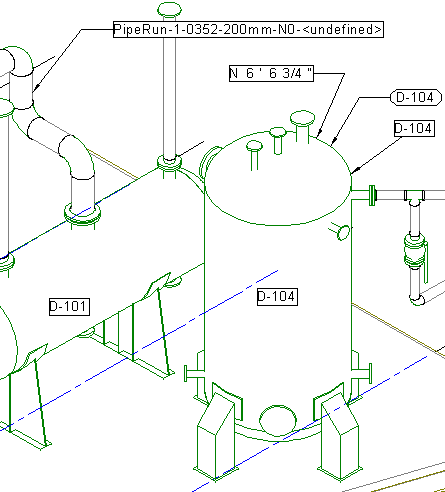 PipeRun-1-0352-200mm-N0-<undefined>
N 6 ' 6 3/4 "
D-104
D-104
D-104
D-101